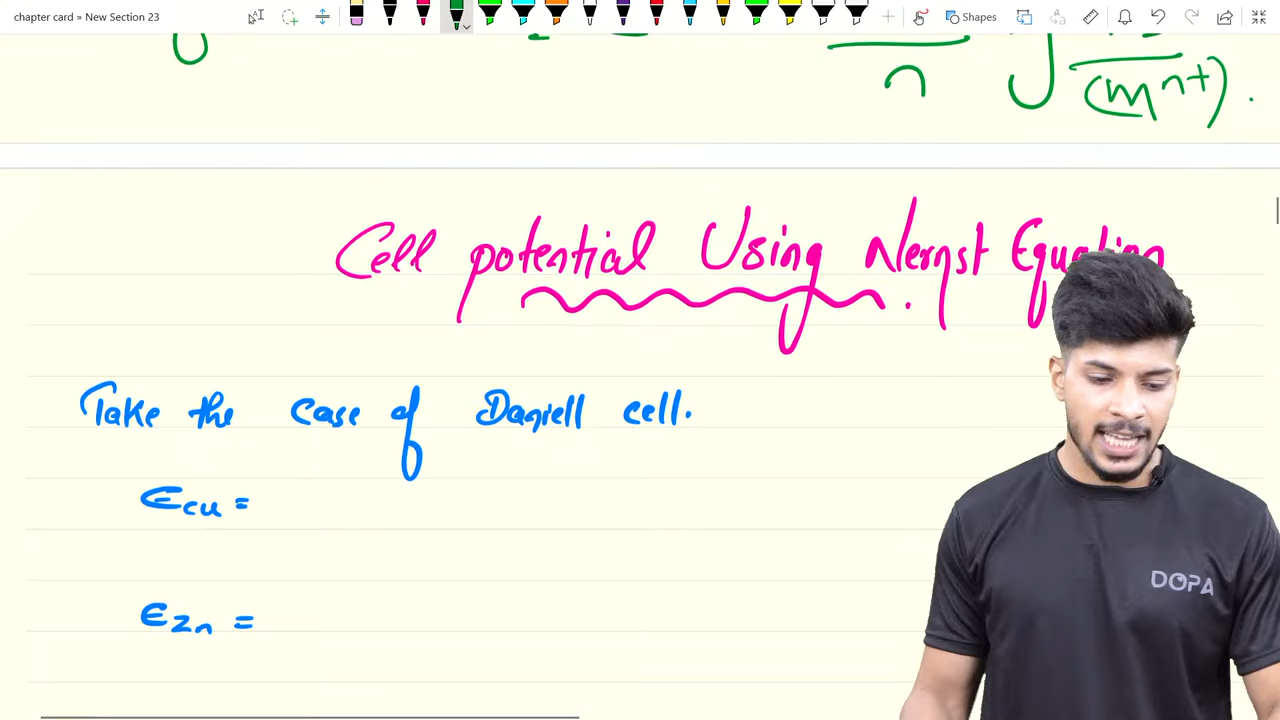 chapter card » New Section 23
Shapes
n
(Mⁿ⁺).
Cell potential Using Nernst Equation
Take the case of Daniell cell.
Ecu =
Ezn =
DOPA